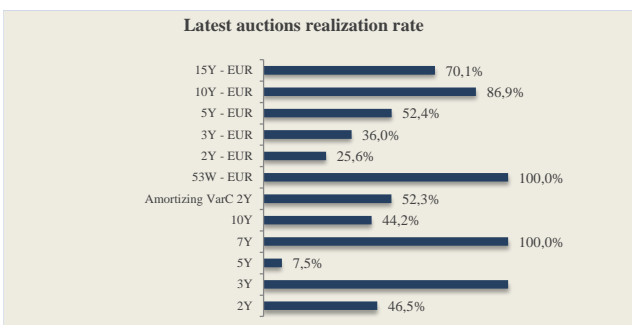 Latest auctions realization rate
15Y - EUR 70,1%
10Y - EUR 86,9%
5Y - EUR 52,4%
3Y - EUR 36,0%
2Y - EUR 25,6%
53W - EUR 100,0%
Amortizing VarC 2Y 52,3%
10Y 44,2%
7Y 100,0%
5Y 7,5%
3Y
2Y 46,5%